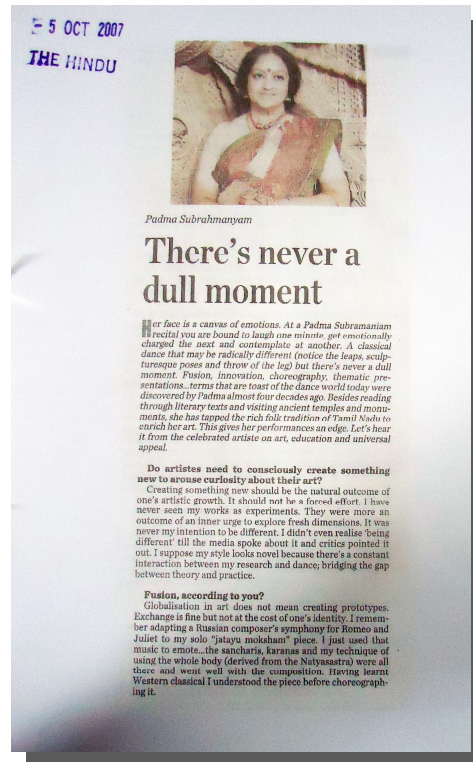 - 5 OCT 2007
THE HINDU
Padma Subrahmanyam
There's never a
dull moment
Her face is a canvas of emotions. At a Padma Subramaniam
recital you are bound to laugh one minute, get emotionally
charged the next and contemplate at another. A classical
dance that may be radically different (notice the leaps, sculp-
turesque poses and throw of the leg) but there's never a dull
moment. Fusion, innovation, choreography, thematic pre-
sentations...terms that are toast of the dance world today were
discovered by Padma almost four decades ago. Besides reading
through literary texts and visiting ancient temples and monu-
ments, she has tapped the rich folk tradition of Tamil Nadu to
enrich her art. This gives her performances an edge. Let's hear
it from the celebrated artiste on art, education and universal
appeal.
Do artistes need to consciously create something
new to arouse curiosity about their art?
Creating something new should be the natural outcome of
one's artistic growth. It should not be a forced effort. I have
never seen my works as experiments. They were more an
outcome of an inner urge to explore fresh dimensions. It was
never my intention to be different. I didn't even realise 'being
different' till the media spoke about it and critics pointed it
out. I suppose my style looks novel because there's a constant
interaction between my research and dance; bridging the gap
between theory and practice.
Fusion, according to you?
Globalisation in art does not mean creating prototypes.
Exchange is fine but not at the cost of one's identity. I remem-
ber adapting a Russian composer's symphony for Romeo and
Juliet to my solo "jatayu moksham" piece. I just used that
music to emote...the sancharis, karanas and my technique of
using the whole body (derived from the Natyasastra) were all
there and went well with the composition. Having learnt
Western classical I understood the piece before choreograph-
ing it.